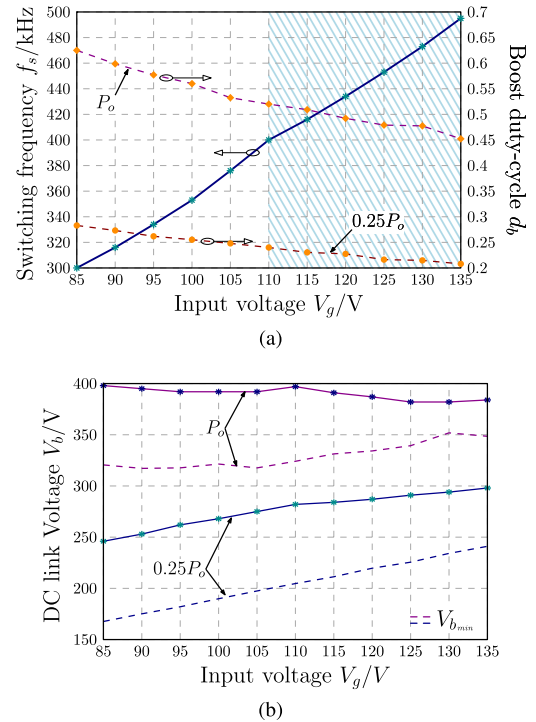 Switching frequency f_s/kHz
500
480
460
440
420
400
380
360
340
320
300
0.7
0.65
0.6
0.55
0.5
0.45
0.4
0.35
0.3
0.25
0.2
Boost duty-cycle d_b
P_o
0.25P_o
85 90 95 100 105 110 115 120 125 130 135
Input voltage V_g/V
(a)
DC link Voltage V_b/V
400
350
300
250
200
150
P_o
0.25P_o
V_{b_{min}}
85 90 95 100 105 110 115 120 125 130 135
Input voltage V_g/V
(b)